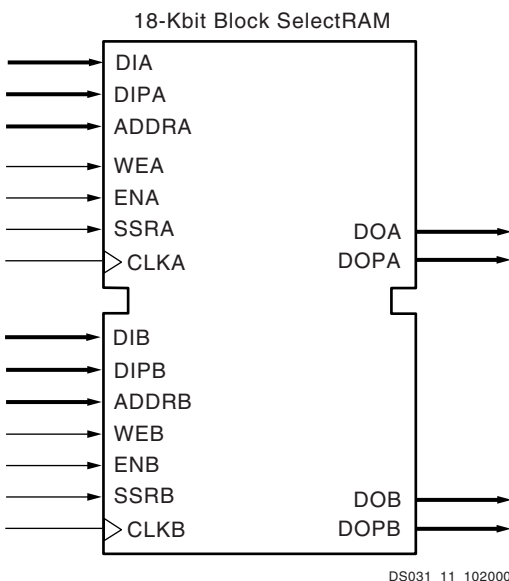 18-Kbit Block SelectRAM
DIA
DIPA
ADDRA
WEA
ENA
SSRA
CLKA
DOA
DOPA
DIB
DIPB
ADDRB
WEB
ENB
SSRB
CLKB
DOB
DOPB
DS031_11_102000